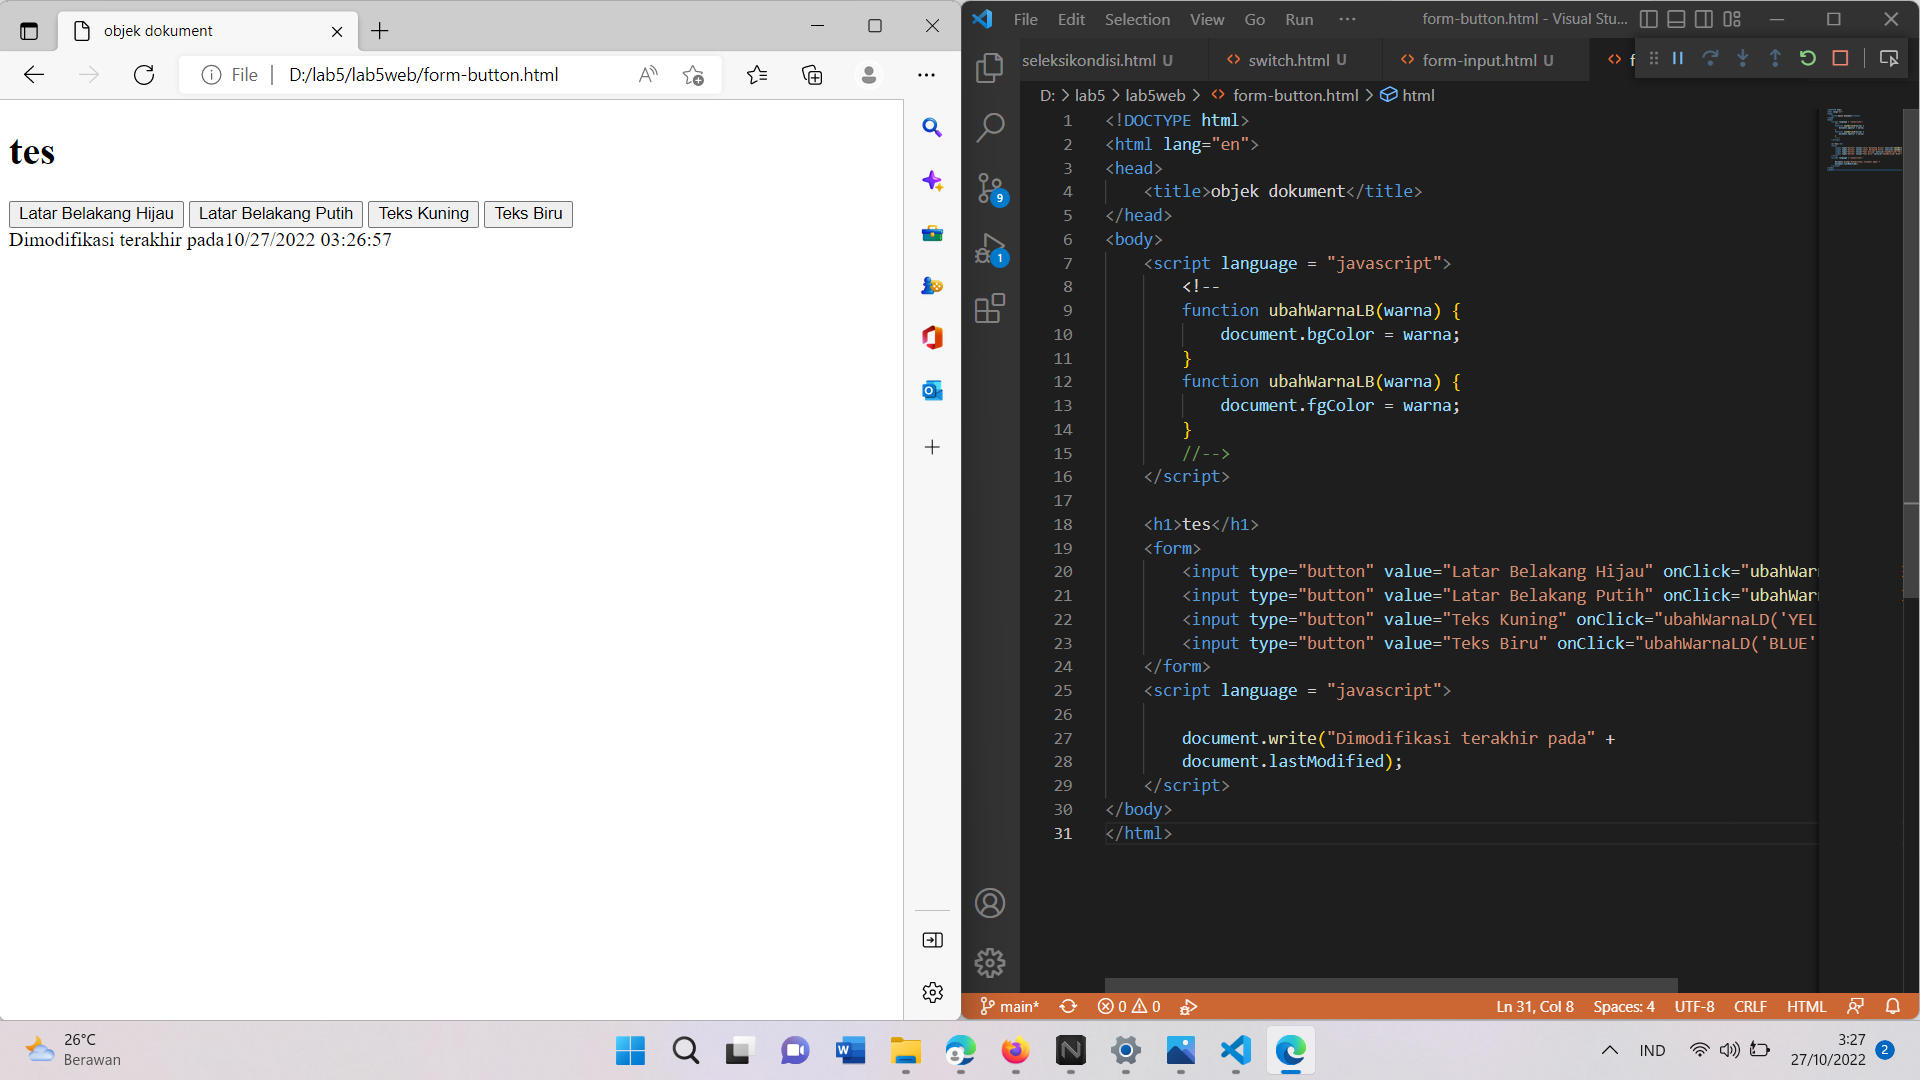 objek dokument
File
D:/lab5/lab5web/form-button.html
tes
Latar Belakang Hijau Latar Belakang Putih Teks Kuning Teks Biru
Dimodifikasi terakhir pada10/27/2022 03:26:57
File Edit Selection View Go Run ··· form-button.html - Visual Stu...
seleksikondisi.html U switch.html U form-input.html U f
D: > lab5 > lab5web > form-button.html > html
9
1
1 <!DOCTYPE html>
2 <html lang="en">
3 <head>
4 <title>objek dokument</title>
5 </head>
6 <body>
7 <script language = "javascript">
8 <!--
9 function ubahWarnaLB(warna) {
10 document.bgColor = warna;
11 }
12 function ubahWarnaLB(warna) {
13 document.fgColor = warna;
14 }
15 //-->
16 </script>
17
18 <h1>tes</h1>
19 <form>
20 <input type="button" value="Latar Belakang Hijau" onClick="ubahWarn
21 <input type="button" value="Latar Belakang Putih" onClick="ubahWarn
22 <input type="button" value="Teks Kuning" onClick="ubahWarnaLD('YEL
23 <input type="button" value="Teks Biru" onClick="ubahWarnaLD('BLUE'
24 </form>
25 <script language = "javascript">
26
27 document.write("Dimodifikasi terakhir pada" +
28 document.lastModified);
29 </script>
30 </body>
31 </html>
main* 0 0 Ln 31, Col 8 Spaces: 4 UTF-8 CRLF HTML
26°C
Berawan
IND
3:27
27/10/2022
2